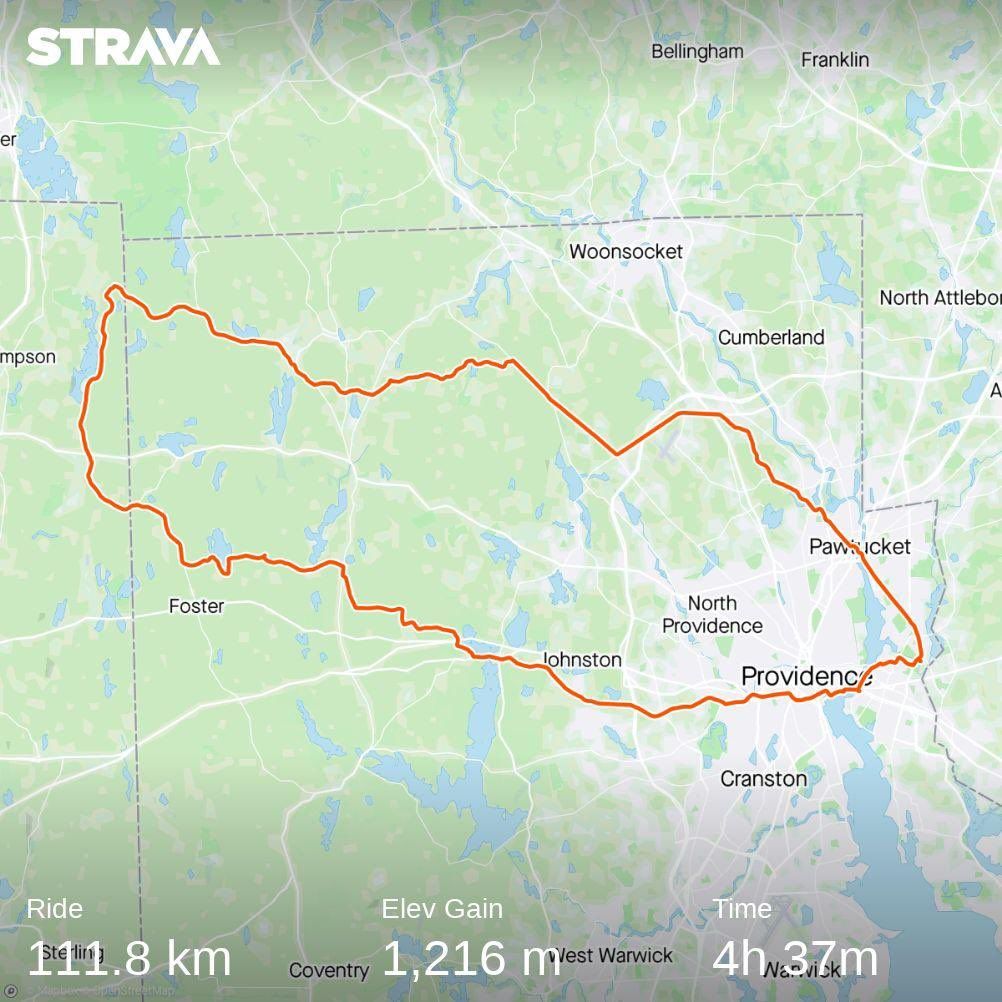 STRAVA
Bellingham
Franklin
er
Woonsocket
North Attlebor
Cumberland
mpson
A
Pawtucket
Foster
North
Providence
Johnston
Providence
Cranston
Ride
Elev Gain
Time
111.8 km
1,216 m
4h 37m
Sterling
West Warwick
Coventry
Warwick
© Mapbox © OpenStreetMap